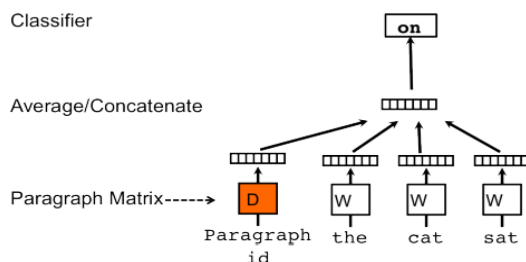 Classifier
on
Average/Concatenate
Paragraph Matrix
D
W
W
W
Paragraph
id
the
cat
sat